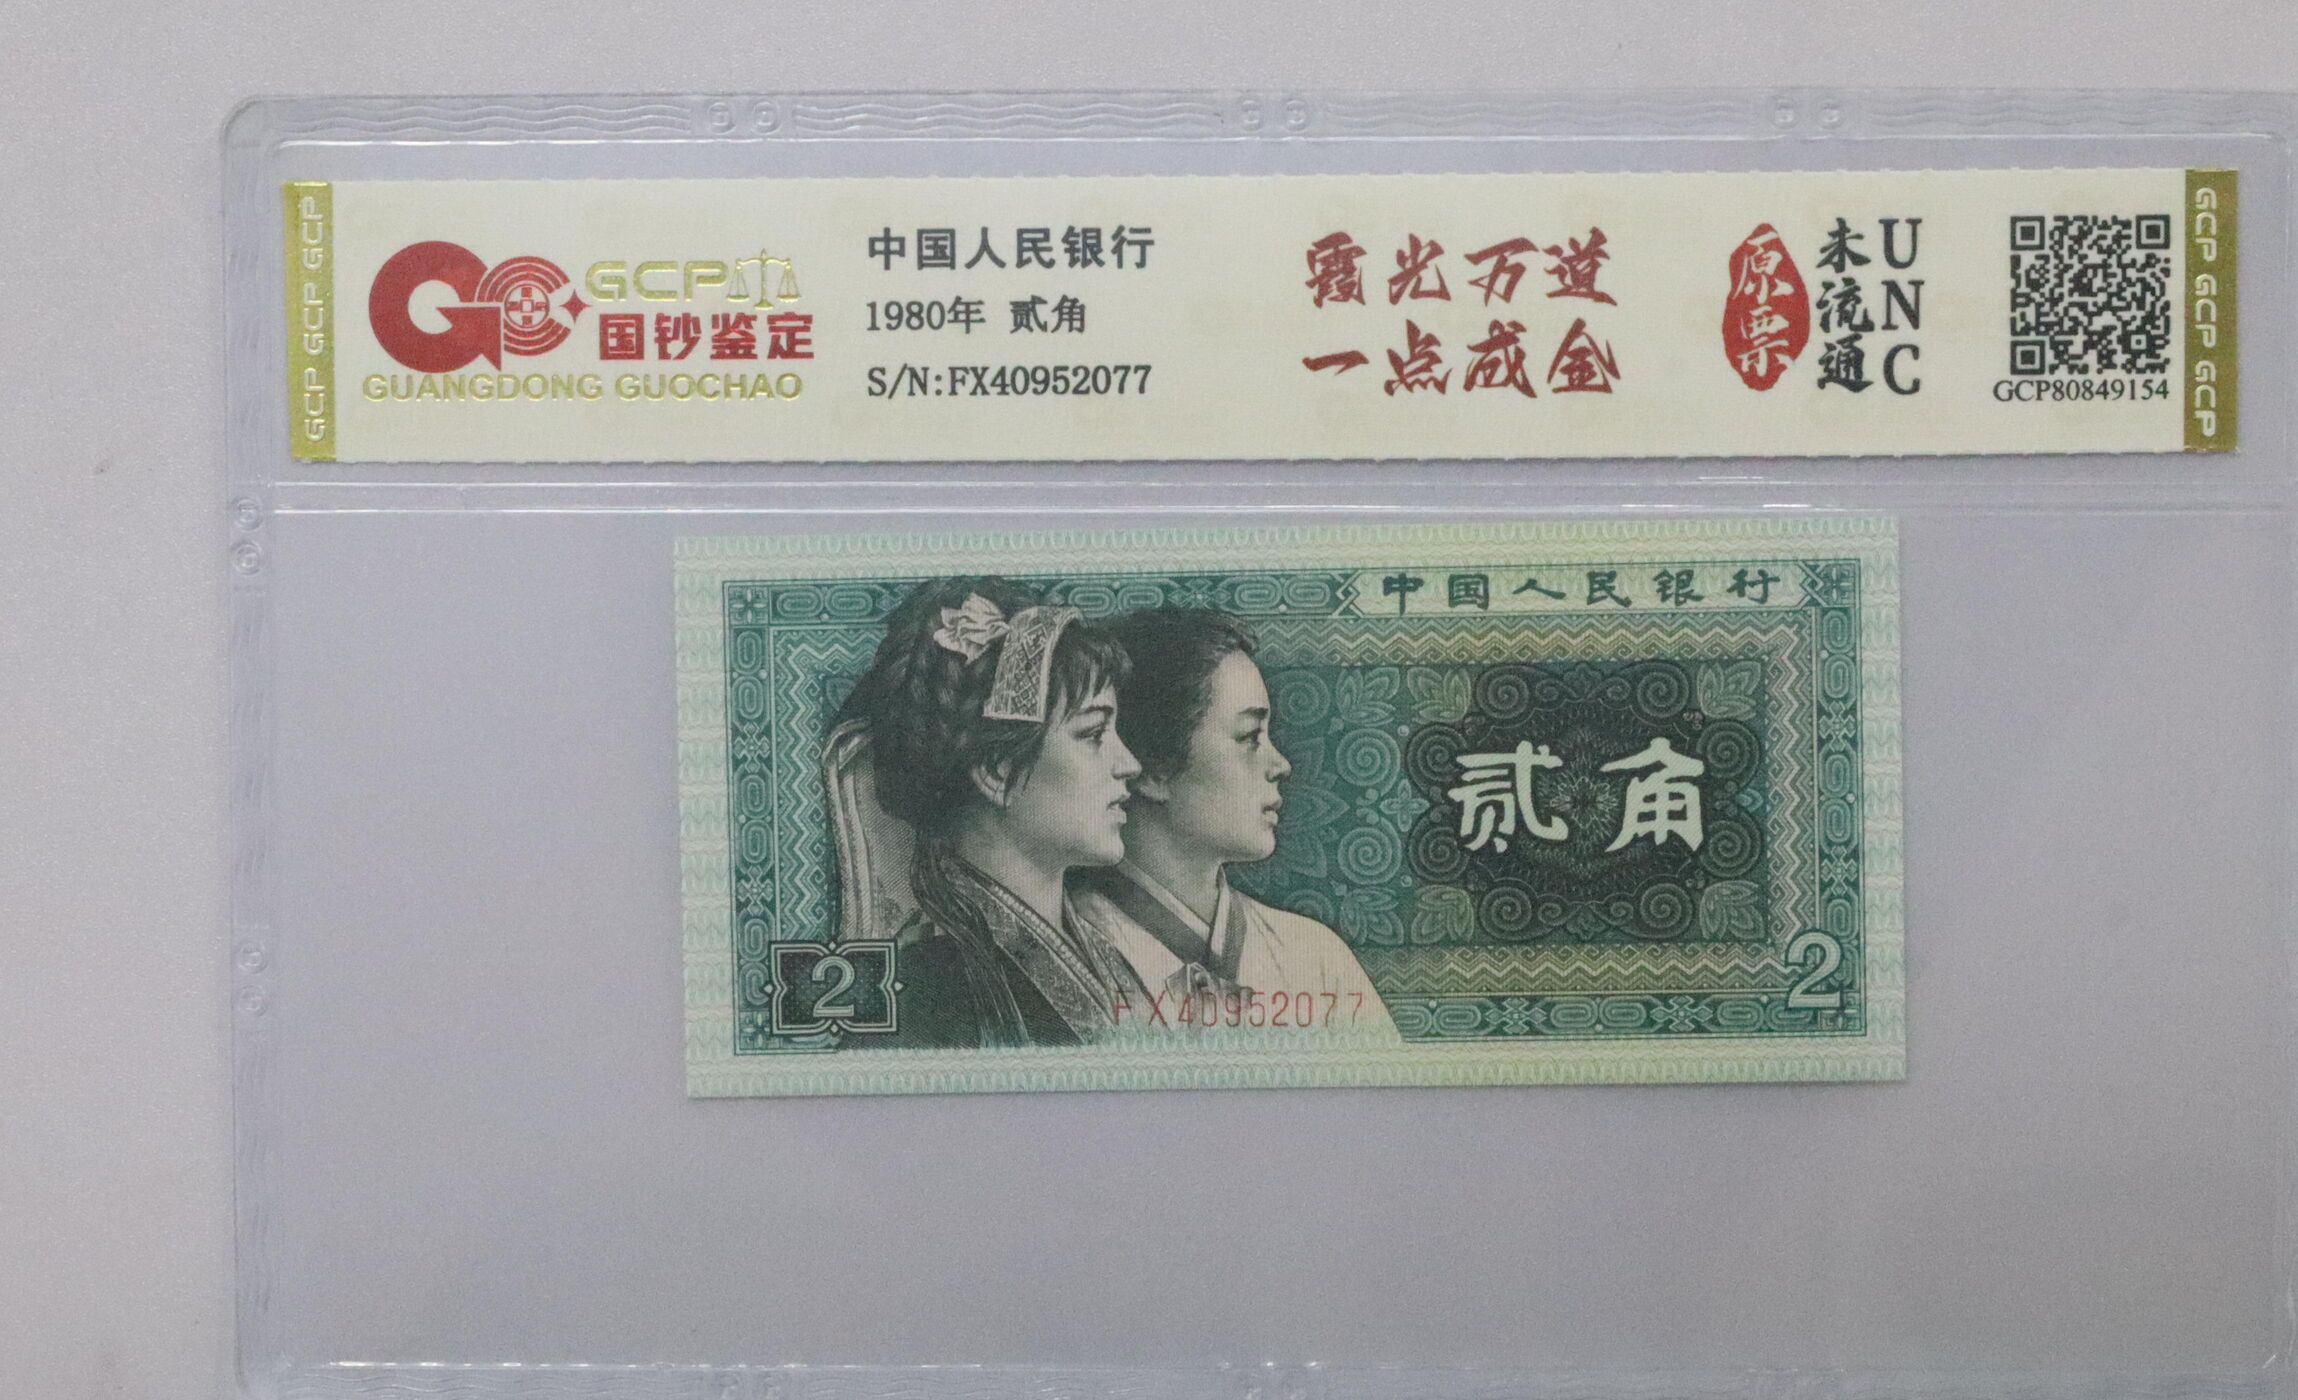 GCP GCP GCP
GCP
国钞鉴定
GUANGDONG GUOCHAO
中国人民银行
1980年 贰角
S/N:FX40952077
霞光万道
一点成金
原票
未流通
UNC
GCP80849154
GCP GCP GCP
中国人民银行
贰角
2
FX40952077
2